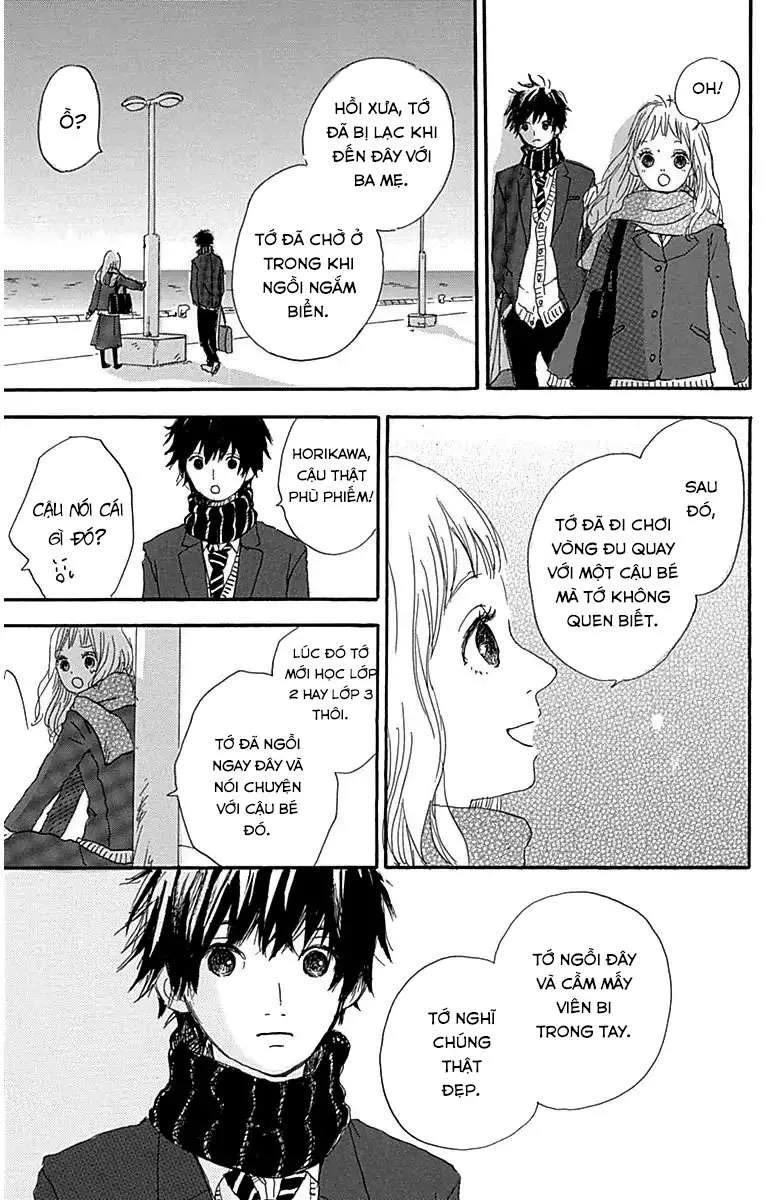 OH!
HỒI XƯA, TỚ
ĐÃ BỊ LẠC KHI
ĐẾN ĐÂY VỚI
BA MẸ.
TỚ ĐÃ CHỜ Ở
TRONG KHI
NGỒI NGẮM
BIỂN.
Ồ?
SAU
ĐÓ,
TỚ ĐÃ ĐI CHƠI
VÒNG ĐU QUAY
VỚI MỘT CẬU BÉ
MÀ TỚ KHÔNG
QUEN BIẾT.
HORIKAWA,
CẬU THẬT
PHÙ PHIẾM!
CẬU NÓI CÁI
GÌ ĐÓ?
LÚC ĐÓ TỚ
MỚI HỌC LỚP
2 HAY LỚP 3
THÔI.
TỚ ĐÃ NGỒI
NGAY ĐÂY VÀ
NÓI CHUYỆN
VỚI CẬU BÉ
ĐÓ.
TỚ NGỒI ĐÂY
VÀ CẦM MẤY
VIÊN BI
TRONG TAY.
TỚ NGHĨ
CHÚNG
THẬT
ĐẸP.